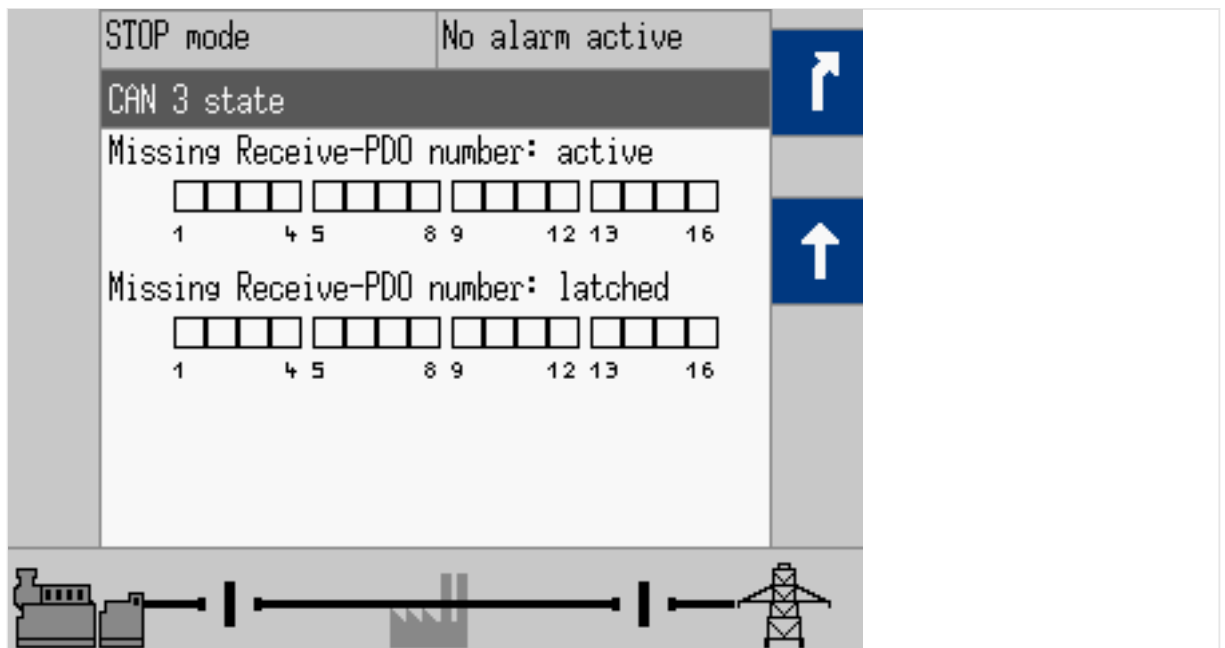 STOP mode No alarm active
CAN 3 state
Missing Receive-PDO number: active
1 4 5 8 9 12 13 16
Missing Receive-PDO number: latched
1 4 5 8 9 12 13 16